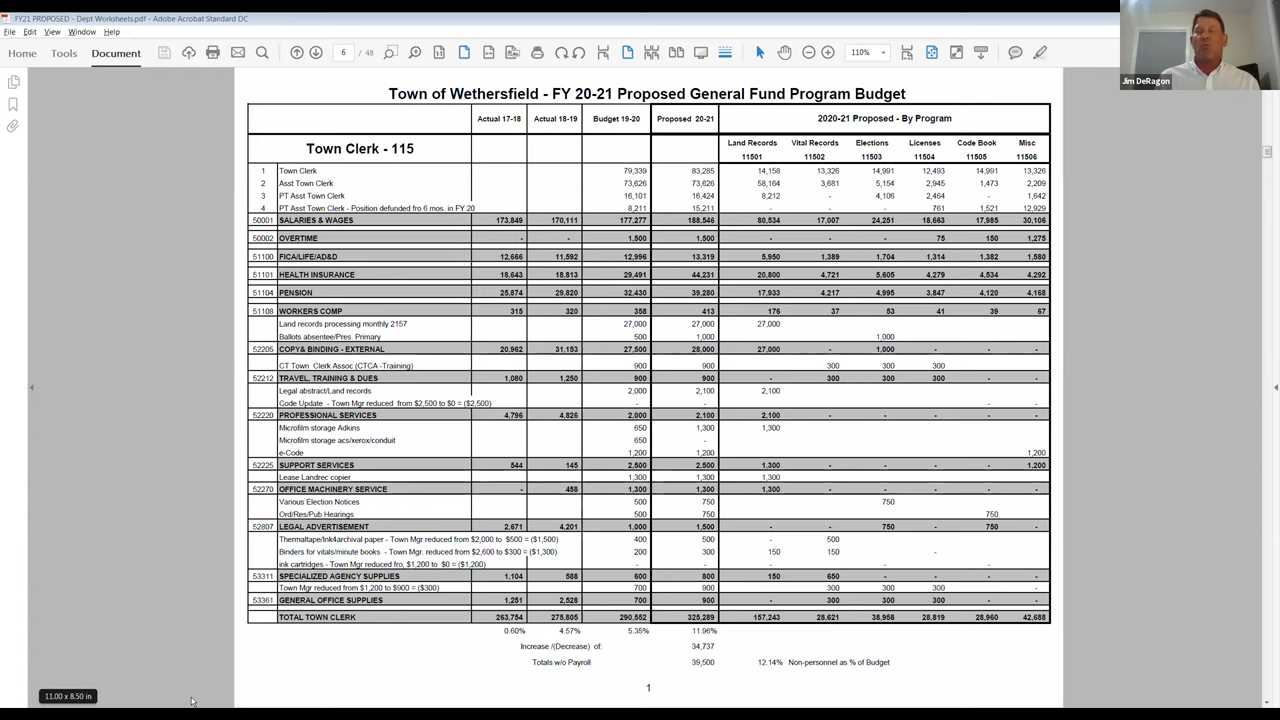 FY21 PROPOSED - Dept Worksheets.pdf - Adobe Acrobat Standard DC
File Edit View Window Help
Home Tools Document 6 / 48 110%
Jim DeRagon
Town of Wethersfield - FY 20-21 Proposed General Fund Program Budget
Actual 17-18 Actual 18-19 Budget 19-20 Proposed 20-21 2020-21 Proposed - By Program
Town Clerk - 115 Land Records Vital Records Elections Licenses Code Book Misc
11501 11502 11503 11504 11505 11506
1 Town Clerk 79,339 83,285 14,158 13,326 14,991 12,493 14,991 13,326
2 Asst Town Clerk 73,626 73,626 58,164 3,681 5,154 2,945 1,473 2,209
3 PT Asst Town Clerk 16,101 16,424 8,212 - 4,106 2,464 - 1,642
4 PT Asst Town Clerk - Position defunded fro 6 mos. in FY 20 8,211 15,211 - - - 761 1,521 12,929
50001 SALARIES & WAGES 173,849 170,111 177,277 188,546 80,534 17,007 24,251 18,663 17,985 30,106
50002 OVERTIME - - 1,500 1,500 - - - 75 150 1,275
51100 FICA/LIFE/AD&D 12,666 11,592 12,996 13,319 5,950 1,389 1,704 1,314 1,382 1,580
51101 HEALTH INSURANCE 18,643 18,813 29,491 44,231 20,800 4,721 5,605 4,279 4,534 4,292
51104 PENSION 25,874 29,820 32,430 39,280 17,933 4,217 4,995 3,847 4,120 4,168
51108 WORKERS COMP 315 320 358 413 176 37 53 41 39 67
Land records processing monthly 2157 27,000 27,000 27,000
Ballots absentee/Pres. Primary 500 1,000 1,000
52205 COPY& BINDING - EXTERNAL 20,962 31,153 27,500 28,000 27,000 - 1,000 - - -
CT Town Clerk Assoc (CTCA -Traiining) 900 900 300 300 300
52212 TRAVEL, TRAINING & DUES 1,080 1,250 900 900 - 300 300 300 - -
Legal abstract/Land records 2,000 2,100 2,100
Code Update - Town Mgr reduced from $2,500 to $0 = ($2,500) - - - -
52220 PROFESSIONAL SERVICES 4,796 4,826 2,000 2,100 2,100 - - - - -
Microfilm storage Adkins 650 1,300 1,300
Microfilm storage acs/xerox/conduit 650 -
e-Code 1,200 1,200 1,200
52225 SUPPORT SERVICES 544 145 2,500 2,500 1,300 - - - - 1,200
Lease Landrec copier 1,300 1,300 1,300
52270 OFFICE MACHINERY SERVICE - 458 1,300 1,300 1,300 - - - - -
Various Election Notices 500 750 750
Ord/Res/Pub Hearings 500 750 750
52807 LEGAL ADVERTISEMENT 2,671 4,201 1,000 1,500 - - 750 - 750 -
Thermaltape/Ink4archival paper - Town Mgr reduced from $2,000 to $500 = ($1,500) 400 500 500
Binders for vitals/minute books - Town Mgr. reduced from $2,600 to $300 = ($1,300) 200 300 150 150 -
ink cartridges - Town Mgr reduced fro, $1,200 to $0 = ($1,200) - - - -
53311 SPECIALIZED AGENCY SUPPLIES 1,104 588 600 800 150 650 - - - -
Town Mgr reduced from $1,200 to $900 = ($300) 700 900 300 300 300 -
53361 GENERAL OFFICE SUPPLIES 1,251 2,528 700 900 - 300 300 300 - -
TOTAL TOWN CLERK 263,754 275,805 290,552 325,289 157,243 28,621 38,958 28,819 28,960 42,688
0.60% 4.57% 5.35% 11.96%
Increase /(Decrease) of: 34,737
Totals w/o Payroll 39,500 12.14% Non-personnel as % of Budget
1
11.00 x 8.50 in